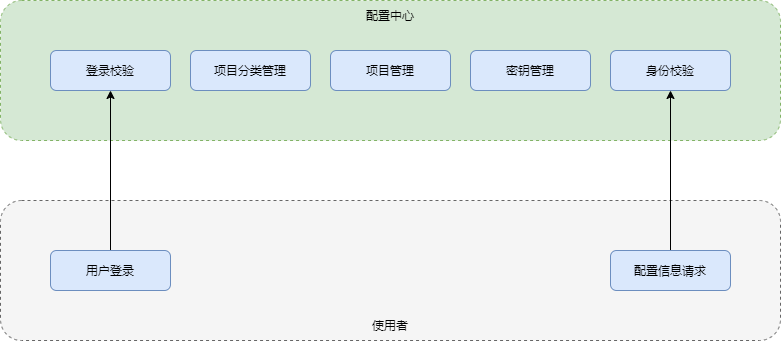 配置中心
登录校验
项目分类管理
项目管理
密钥管理
身份校验
用户登录
配置信息请求
使用者